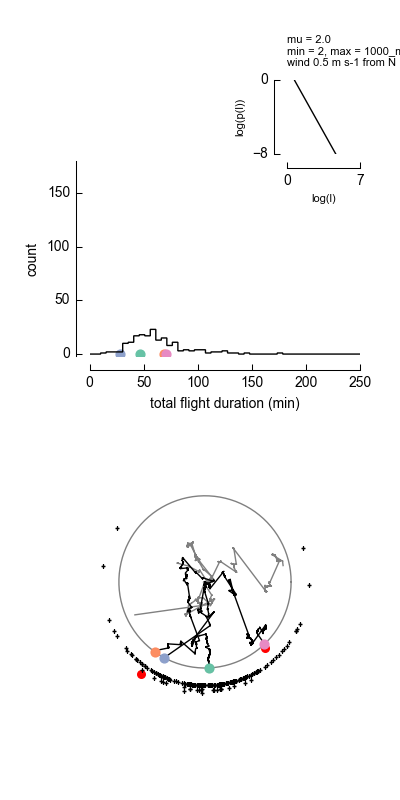 mu = 2.0
min = 2, max = 1000_m
wind 0.5 m s-1 from N
0
log(p(l))
−8
0 7
log(l)
150
100
50
0
count
0 50 100 150 200 250
total flight duration (min)